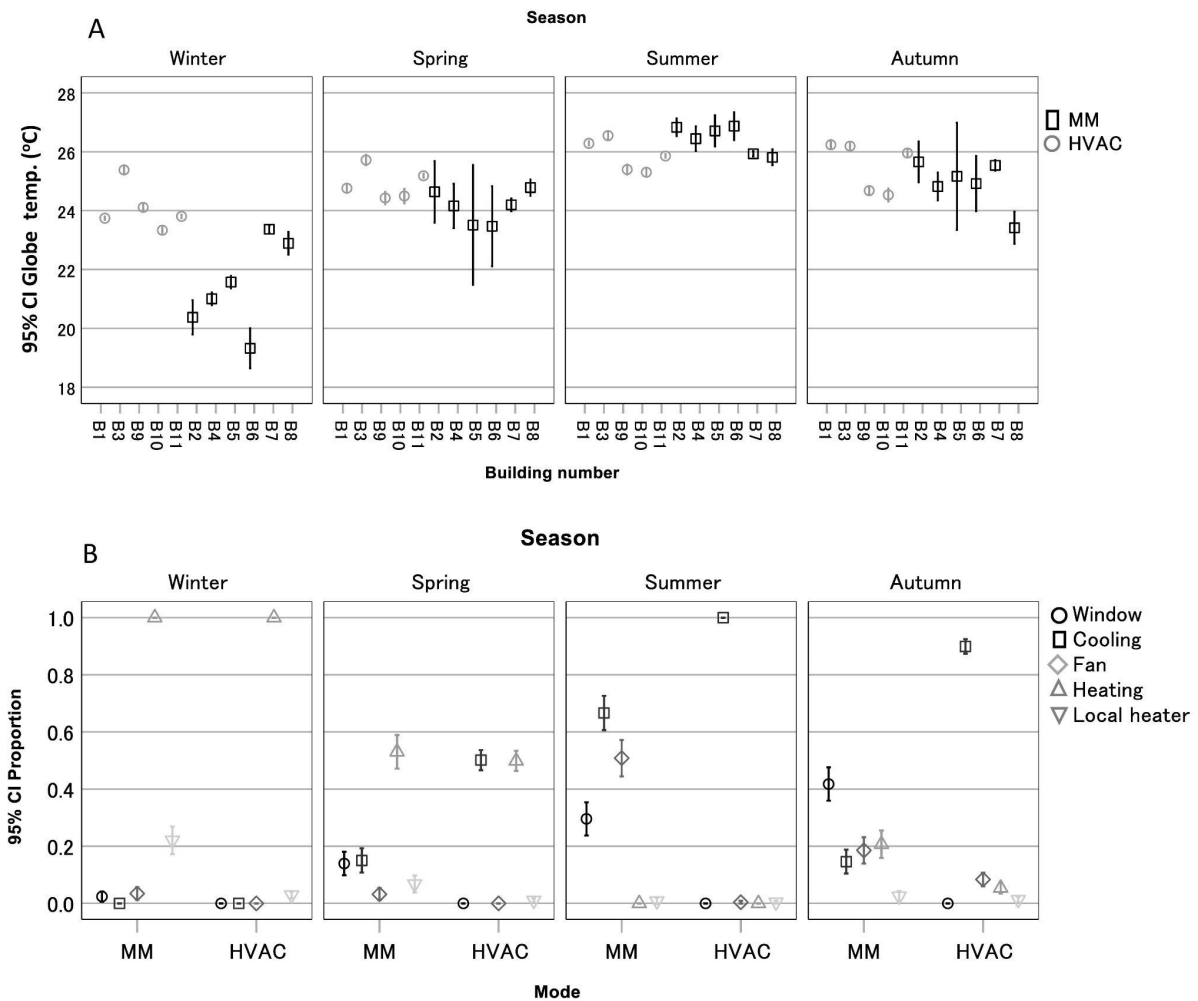 A
Season
Winter Spring Summer Autumn
95% CI Globe temp. (ºC)
28
26
24
22
20
18
MM
HVAC
B1 B3 B9 B10 B11 B2 B4 B5 B6 B7 B8 B1 B3 B9 B10 B11 B2 B4 B5 B6 B7 B8 B1 B3 B9 B10 B11 B2 B4 B5 B6 B7 B8 B1 B3 B9 B10 B11 B2 B4 B5 B6 B7 B8
Building number
B
Season
Winter Spring Summer Autumn
95% CI Proportion
1.0
0.8
0.6
0.4
0.2
0.0
Window
Cooling
Fan
Heating
Local heater
MM HVAC MM HVAC MM HVAC MM HVAC
Mode